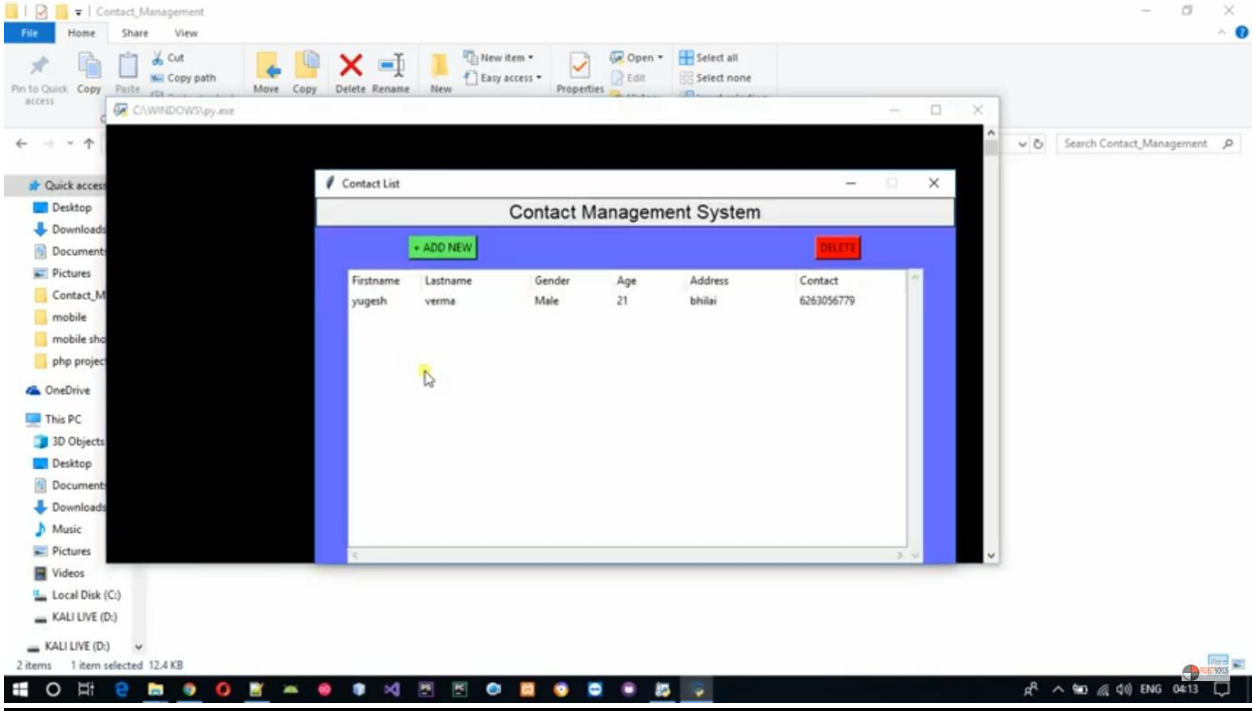 Contact_Management
File Home Share View
Pin to Quick access
Copy
Paste
Cut
Copy path
Move
Copy
Delete
Rename
New
New item
Easy access
Properties
Open
Edit
Select all
Select none
C:\WINDOWS\py.exe
Search Contact_Management
Contact List
Contact Management System
+ ADD NEW
DELETE
Firstname Lastname Gender Age Address Contact
yugesh verma Male 21 bhilai 6263056779
Quick access
Desktop
Downloads
Documents
Pictures
Contact_M
mobile
mobile sho
php project
OneDrive
This PC
3D Objects
Desktop
Documents
Downloads
Music
Pictures
Videos
Local Disk (C:)
KALI LIVE (D:)
KALI LIVE (D:)
2 items 1 item selected 12.4 KB
ENG 04:13